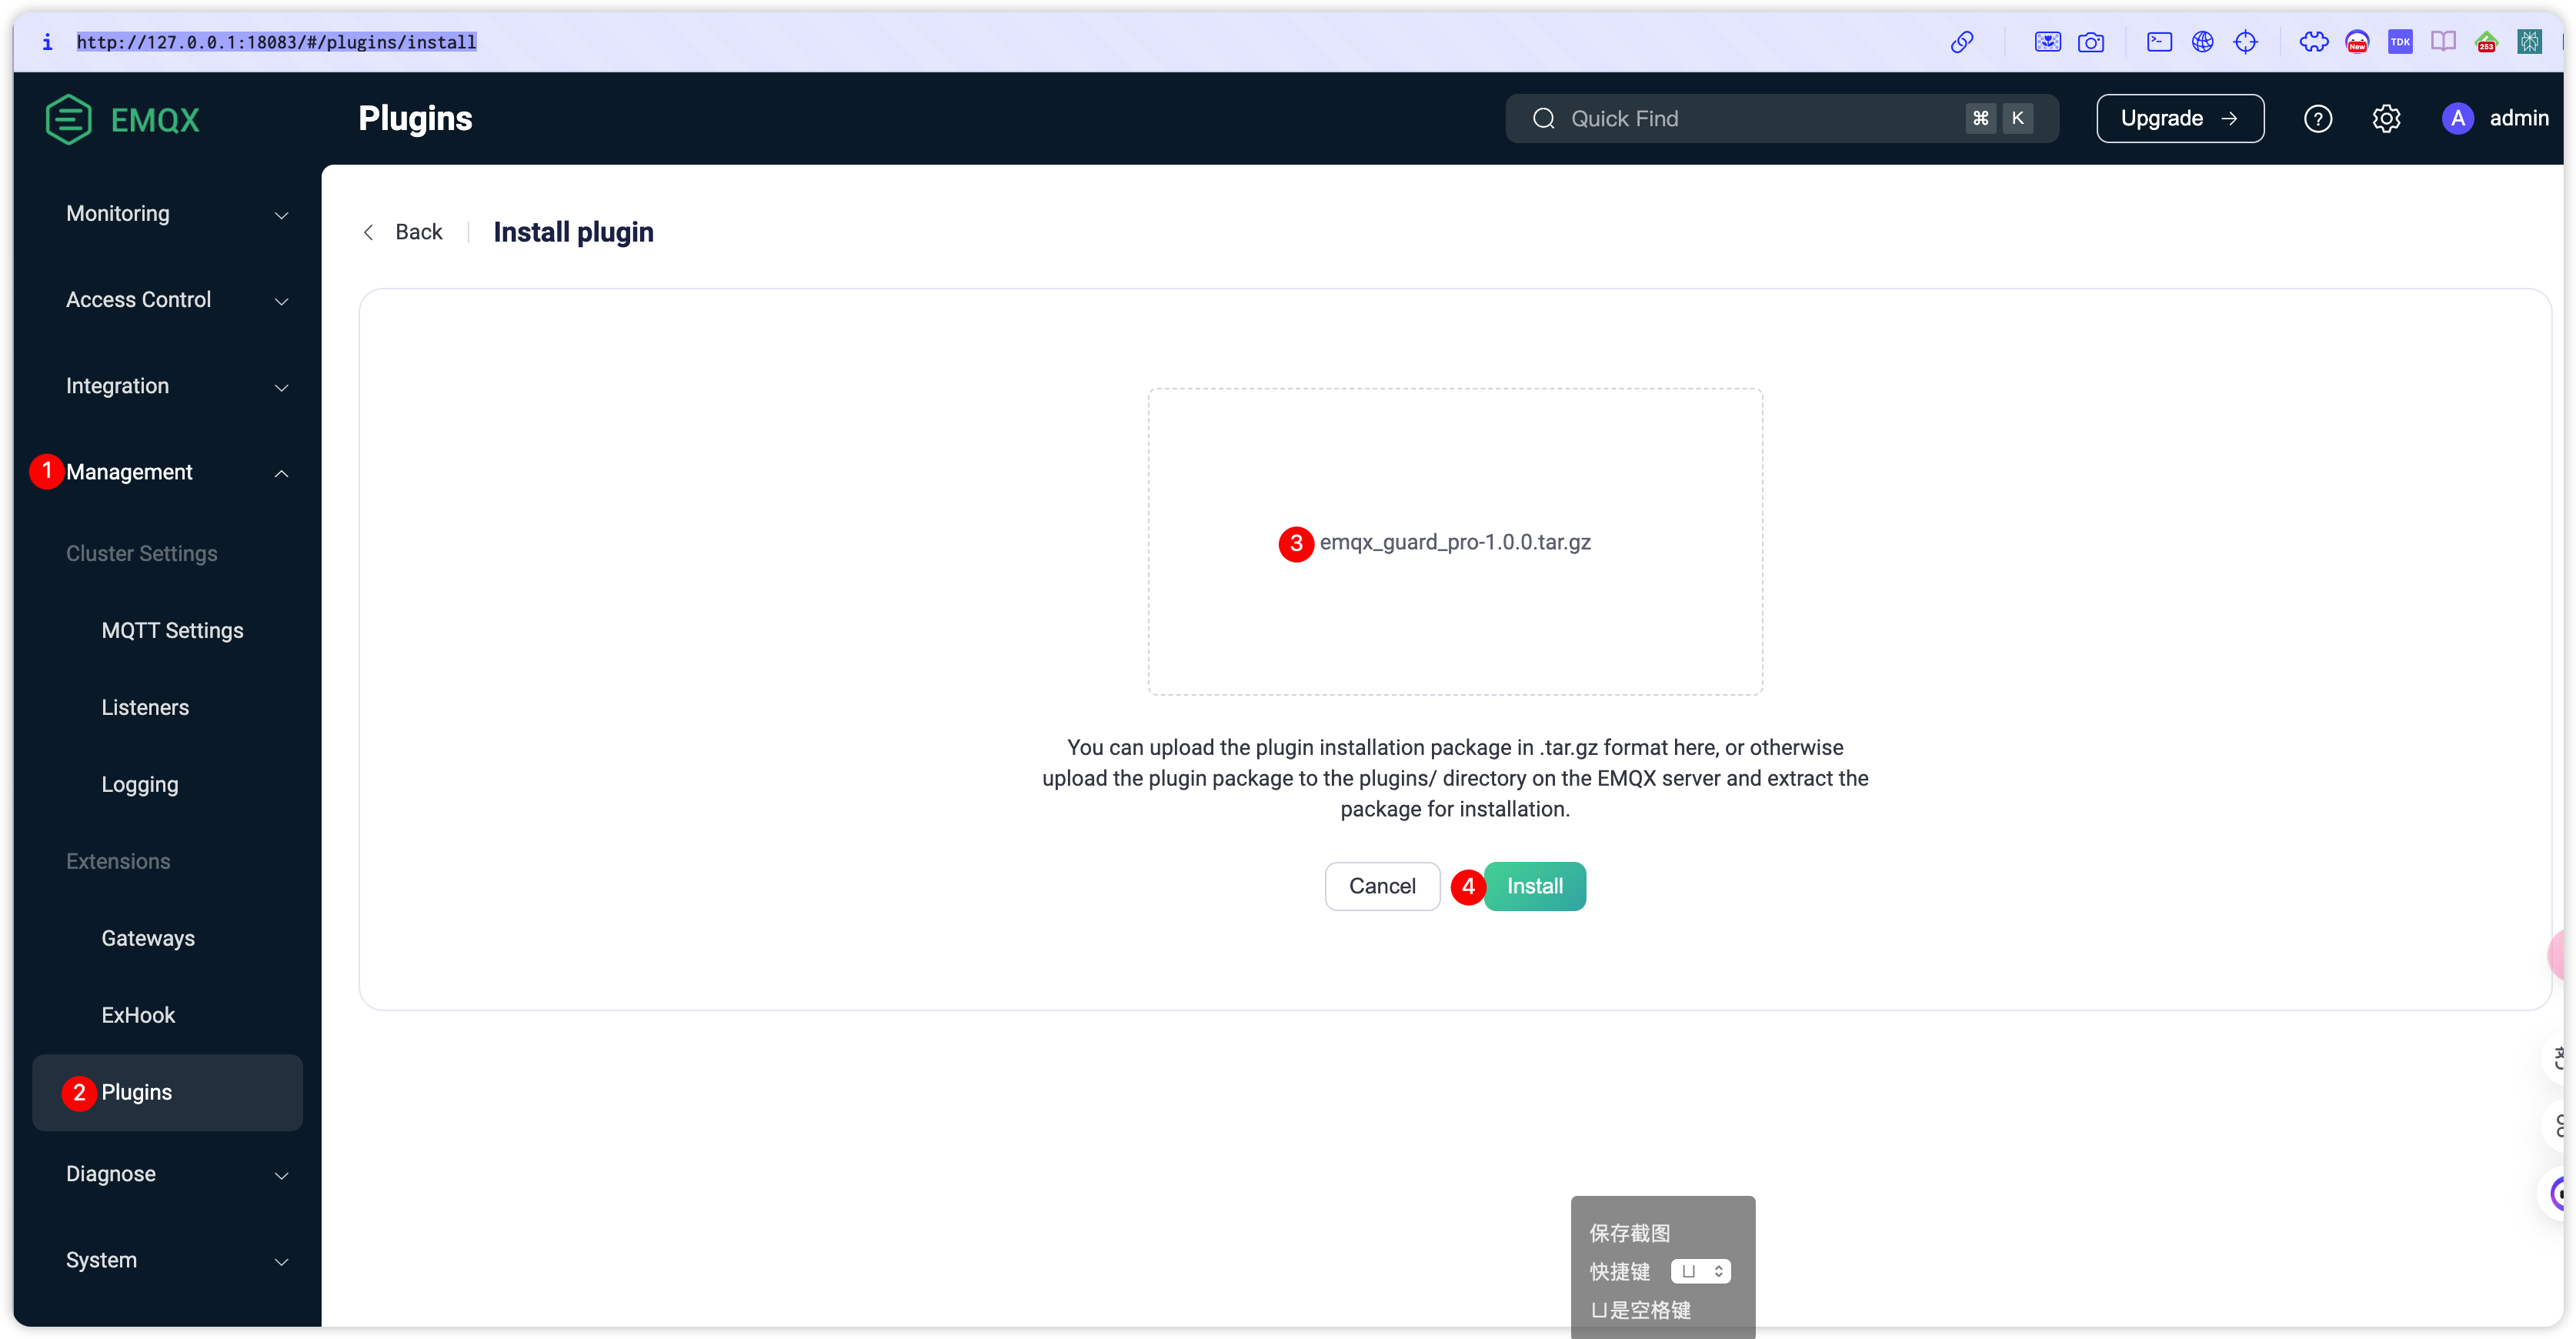 i http://127.0.0.1:18083/#/plugins/install
New
TDK
253
EMQX
Plugins
Quick Find
⌘ K
Upgrade →
?
A admin
Monitoring
Access Control
Integration
1 Management
Cluster Settings
MQTT Settings
Listeners
Logging
Extensions
Gateways
ExHook
2 Plugins
Diagnose
System
Back
Install plugin
3 emqx_guard_pro-1.0.0.tar.gz
You can upload the plugin installation package in .tar.gz format here, or otherwise
upload the plugin package to the plugins/ directory on the EMQX server and extract the
package for installation.
Cancel
4 Install
保存截图
快捷键 ⌴
⌴是空格键